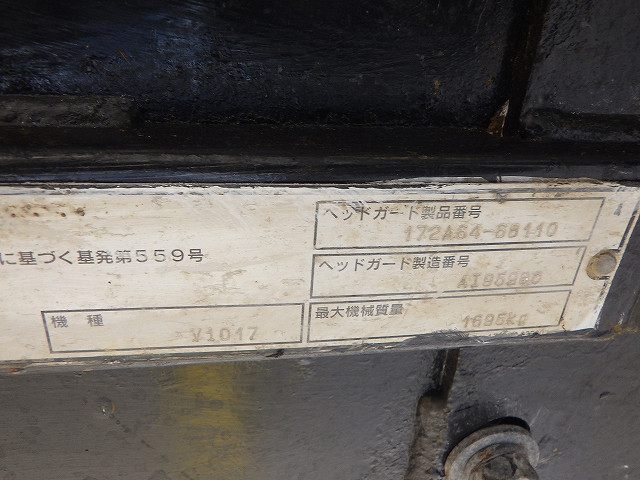 ヘッドガード製品番号
172A64-B6110
に基づく基発第559号
ヘッドガード製造番号
機 種
V1017
最大機械質量
1695KG